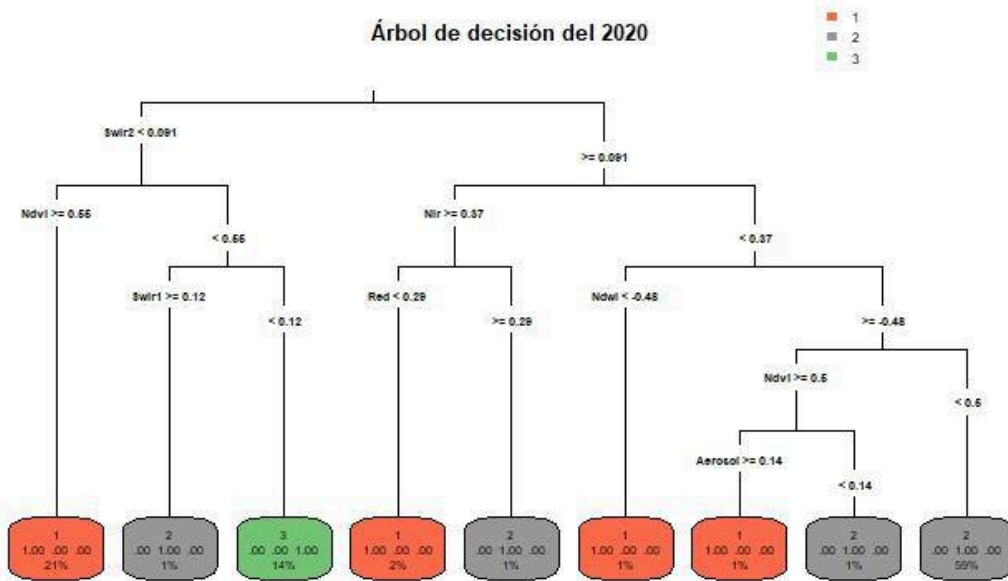 Árbol de decisión del 2020
1
2
3
Swir2 < 0.091
>= 0.091
Ndvi >= 0.55
< 0.55
Nir >= 0.37
< 0.37
Swir1 >= 0.12
< 0.12
Red < 0.29
>= 0.29
Ndwi < -0.48
>= -0.48
Ndvi >= 0.5
< 0.5
Aerosol >= 0.14
< 0.14
1
1.00 .00 .00
21%
2
.00 1.00 .00
1%
3
.00 .00 1.00
14%
1
1.00 .00 .00
2%
2
.00 1.00 .00
1%
1
1.00 .00 .00
1%
1
1.00 .00 .00
1%
2
.00 1.00 .00
1%
2
.00 1.00 .00
59%